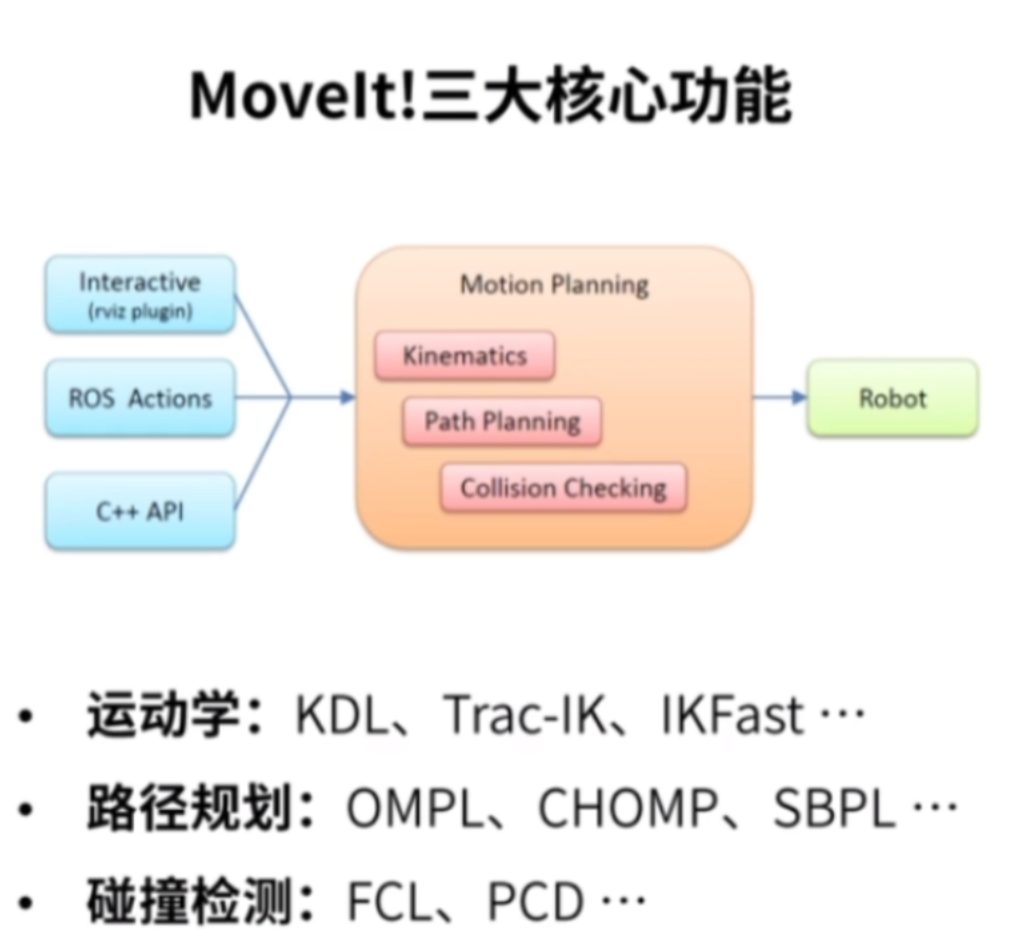 MoveIt!三大核心功能
Interactive
(rviz plugin)
ROS Actions
C++ API
Motion Planning
Kinematics
Path Planning
Collision Checking
Robot
• 运动学：KDL、Trac-IK、IKFast …
• 路径规划：OMPL、CHOMP、SBPL …
• 碰撞检测：FCL、PCD …